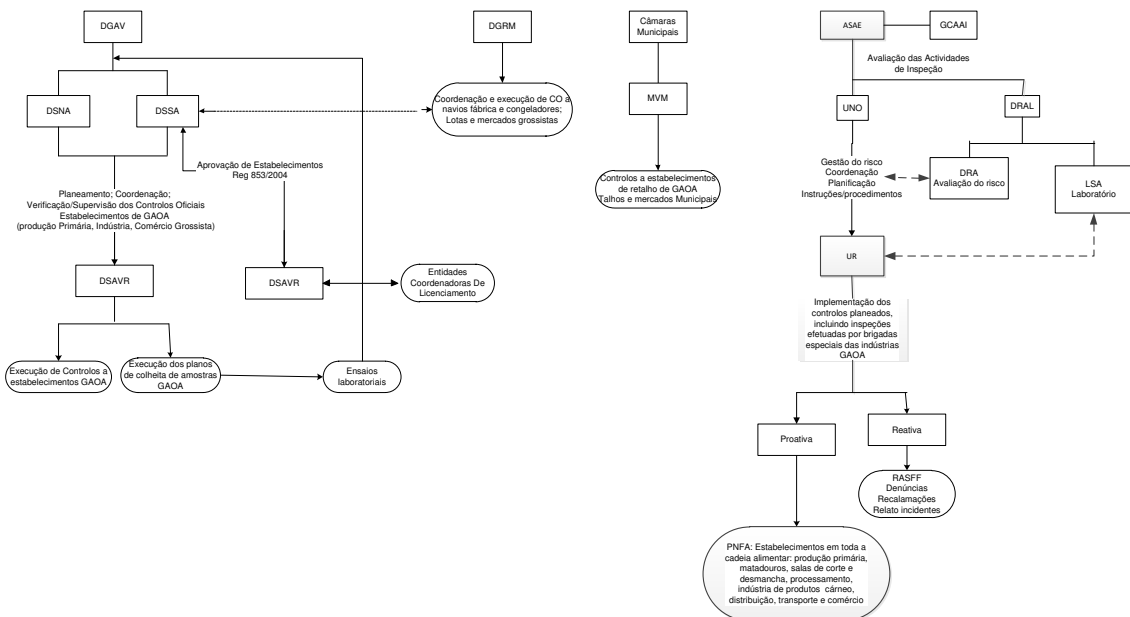 DGAV
DSNA
DSSA
Planeamento; Coordenação;
Verificação/Supervisão dos Controlos Oficiais
Estabelecimentos de GAOA
(produção Primária, Indústria, Comércio Grossista)
DSAVR
Execução de Controlos a
estabelecimentos GAOA
Execução dos planos
de colheita de amostras
GAOA
Ensaios
laboratoriais
Aprovação de Estabelecimentos
Reg 853/2004
DSAVR
Entidades
Coordenadoras De
Licenciamento
DGRM
Coordenação e execução de CO a
navios fábrica e congeladores;
Lotas e mercados grossistas
Câmaras
Municipais
MVM
Controlos a estabelecimentos
de retalho de GAOA
Talhos e mercados Municipais
ASAE
GCAAI
Avaliação das Actividades
de Inspeção
UNO
DRAL
Gestão do risco
Coordenação
Planificação
Instruções/procedimentos
DRA
Avaliação do risco
LSA
Laboratório
UR
Implementação dos
controlos planeados,
incluindo inspeções
efetuadas por brigadas
especiais das indústrias
GAOA
Proativa
Reativa
RASFF
Denúncias
Recalamações
Relato incidentes
PNFA: Estabelecimentos em toda a
cadeia alimentar: produção primária,
matadouros, salas de corte e
desmancha, processamento,
indústria de produtos cárneo,
distribuição, transporte e comércio